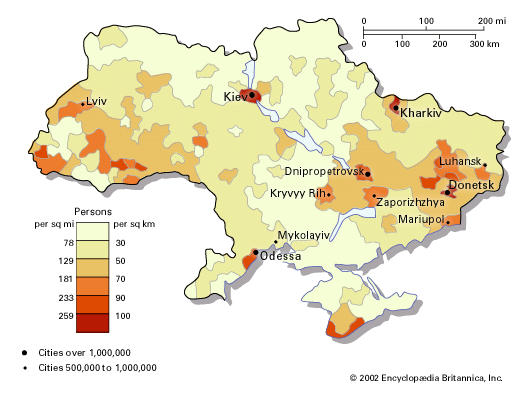 0 100 200 mi
0 100 200 300 km
Lviv
Kiev
Kharkiv
Luhansk
Dnipropetrovsk
Donetsk
Kryvyy Rih
Zaporizhzhya
Mariupol
Mykolayiv
Odessa
Persons
per sq mi per sq km
78 30
129 50
181 70
233 90
259 100
Cities over 1,000,000
Cities 500,000 to 1,000,000
© 2002 Encyclopædia Britannica, Inc.